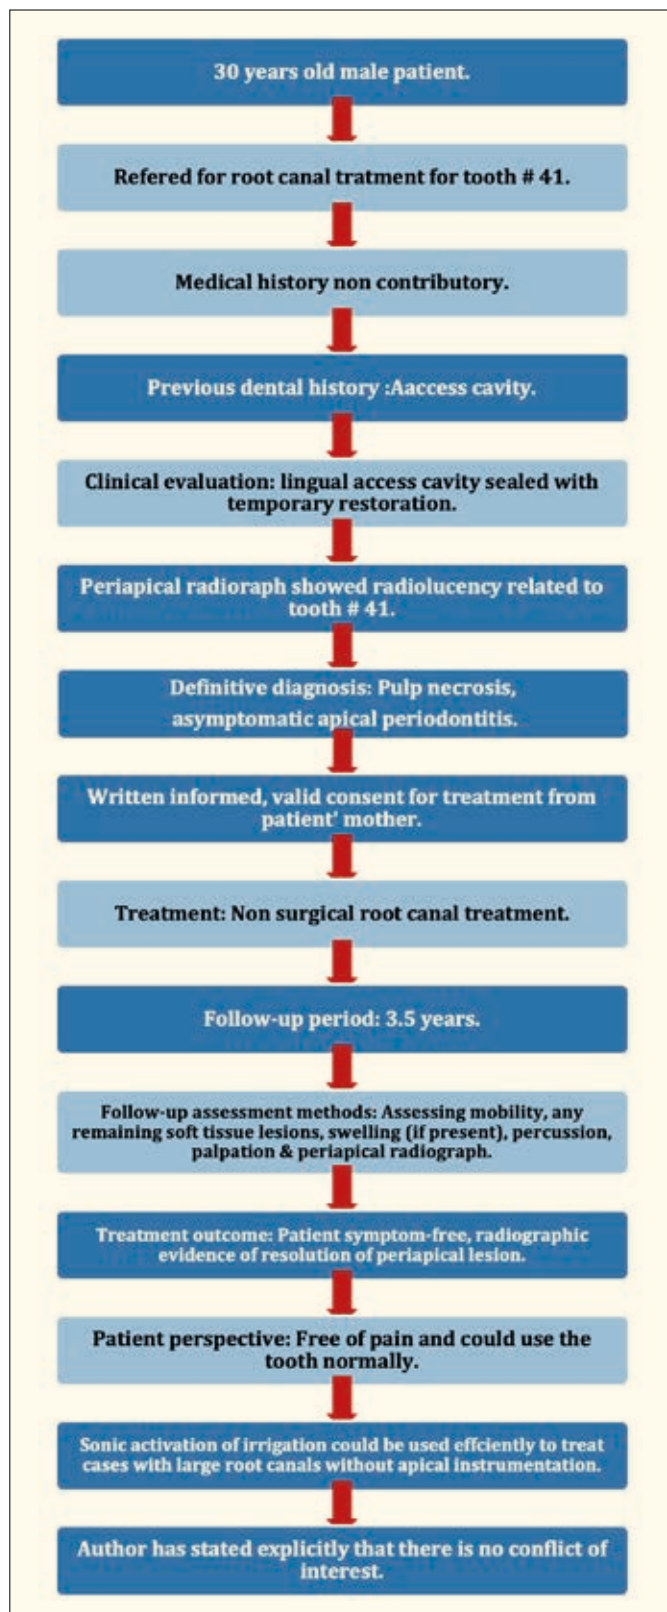 30 years old male patient.
Refered for root canal tratment for tooth # 41.
Medical history non contributory.
Previous dental history :Aaccess cavity.
Clinical evaluation: lingual access cavity sealed with
temporary restoration.
Periapical radioraph showed radiolucency related to
tooth # 41.
Definitive diagnosis: Pulp necrosis,
asymptomatic apical periodontitis.
Written informed, valid consent for treatment from
patient' mother.
Treatment: Non surgical root canal treatment.
Follow-up period: 3.5 years.
Follow-up assessment methods: Assessing mobility, any
remaining soft tissue lesions, swelling (if present), percussion,
palpation & periapical radiograph.
Treatment outcome: Patient symptom-free, radiographic
evidence of resolution of periapical lesion.
Patient perspective: Free of pain and could use the
tooth normally.
Sonic activation of irrigation could be used effciently to treat
cases with large root canals without apical instrumentation.
Author has stated explicitly that there is no conflict of
interest.